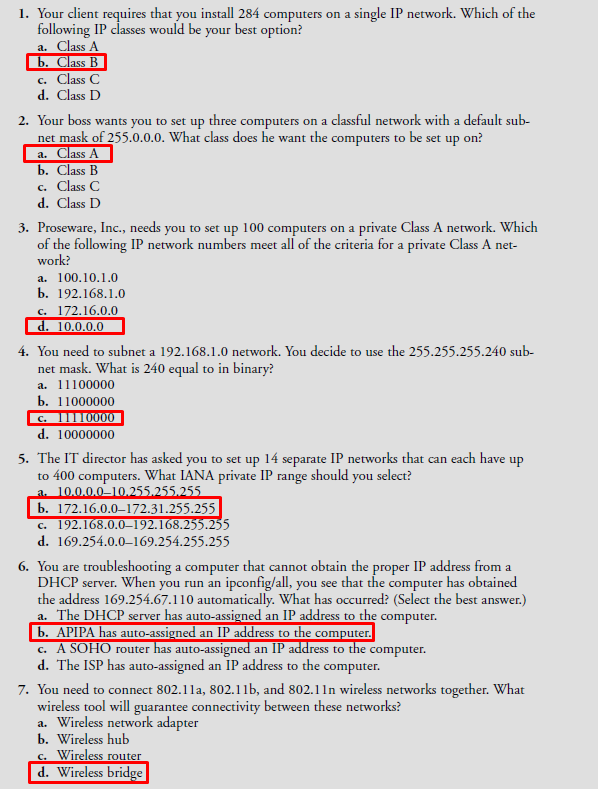 1. Your client requires that you install 284 computers on a single IP network. Which of the
following IP classes would be your best option?
a. Class A
b. Class B
c. Class C
d. Class D
2. Your boss wants you to set up three computers on a classful network with a default sub-
net mask of 255.0.0.0. What class does he want the computers to be set up on?
a. Class A
b. Class B
c. Class C
d. Class D
3. Proseware, Inc., needs you to set up 100 computers on a private Class A network. Which
of the following IP network numbers meet all of the criteria for a private Class A net-
work?
a. 100.10.1.0
b. 192.168.1.0
c. 172.16.0.0
d. 10.0.0.0
4. You need to subnet a 192.168.1.0 network. You decide to use the 255.255.255.240 sub-
net mask. What is 240 equal to in binary?
a. 11100000
b. 11000000
c. 11110000
d. 10000000
5. The IT director has asked you to set up 14 separate IP networks that can each have up
to 400 computers. What IANA private IP range should you select?
a. 10.0.0.0–10.255.255.255
b. 172.16.0.0–172.31.255.255
c. 192.168.0.0–192.168.255.255
d. 169.254.0.0–169.254.255.255
6. You are troubleshooting a computer that cannot obtain the proper IP address from a
DHCP server. When you run an ipconfig/all, you see that the computer has obtained
the address 169.254.67.110 automatically. What has occurred? (Select the best answer.)
a. The DHCP server has auto-assigned an IP address to the computer.
b. APIPA has auto-assigned an IP address to the computer.
c. A SOHO router has auto-assigned an IP address to the computer.
d. The ISP has auto-assigned an IP address to the computer.
7. You need to connect 802.11a, 802.11b, and 802.11n wireless networks together. What
wireless tool will guarantee connectivity between these networks?
a. Wireless network adapter
b. Wireless hub
c. Wireless router
d. Wireless bridge